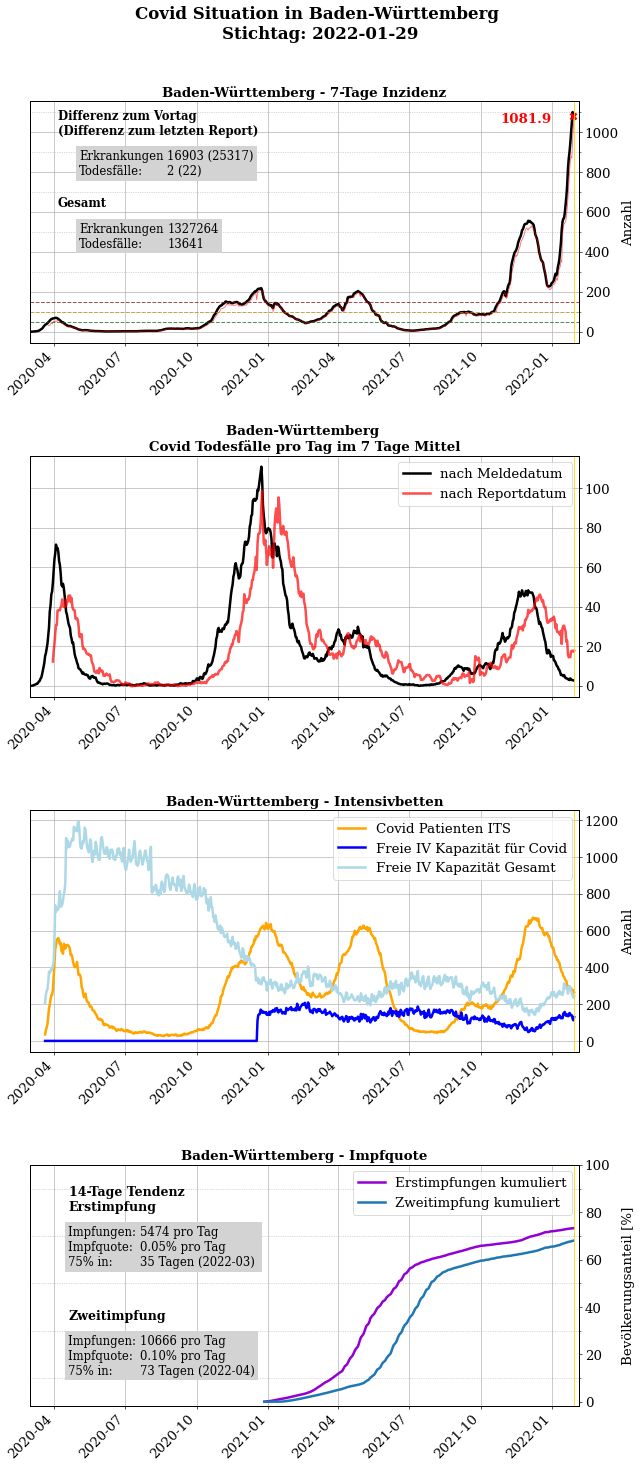 Covid Situation in Baden-Württemberg
Stichtag: 2022-01-29
Baden-Württemberg - 7-Tage Inzidenz
Differenz zum Vortag
(Differenz zum letzten Report)
Erkrankungen 16903 (25317)
Todesfälle: 2 (22)
Gesamt
Erkrankungen 1327264
Todesfälle: 13641
1081.9
1000
800
600
400
200
0
Anzahl
2020-04
2020-07
2020-10
2021-01
2021-04
2021-07
2021-10
2022-01
Baden-Württemberg
Covid Todesfälle pro Tag im 7 Tage Mittel
nach Meldedatum
nach Reportdatum
100
80
60
40
20
0
2020-04
2020-07
2020-10
2021-01
2021-04
2021-07
2021-10
2022-01
Baden-Württemberg - Intensivbetten
Covid Patienten ITS
Freie IV Kapazität für Covid
Freie IV Kapazität Gesamt
1200
1000
800
600
400
200
0
Anzahl
2020-04
2020-07
2020-10
2021-01
2021-04
2021-07
2021-10
2022-01
Baden-Württemberg - Impfquote
14-Tage Tendenz
Erstimpfung
Impfungen: 5474 pro Tag
Impfquote: 0.05% pro Tag
75% in: 35 Tagen (2022-03)
Zweitimpfung
Impfungen: 10666 pro Tag
Impfquote: 0.10% pro Tag
75% in: 73 Tagen (2022-04)
Erstimpfungen kumuliert
Zweitimpfung kumuliert
100
80
60
40
20
0
Bevölkerungsanteil [%]
2020-04
2020-07
2020-10
2021-01
2021-04
2021-07
2021-10
2022-01